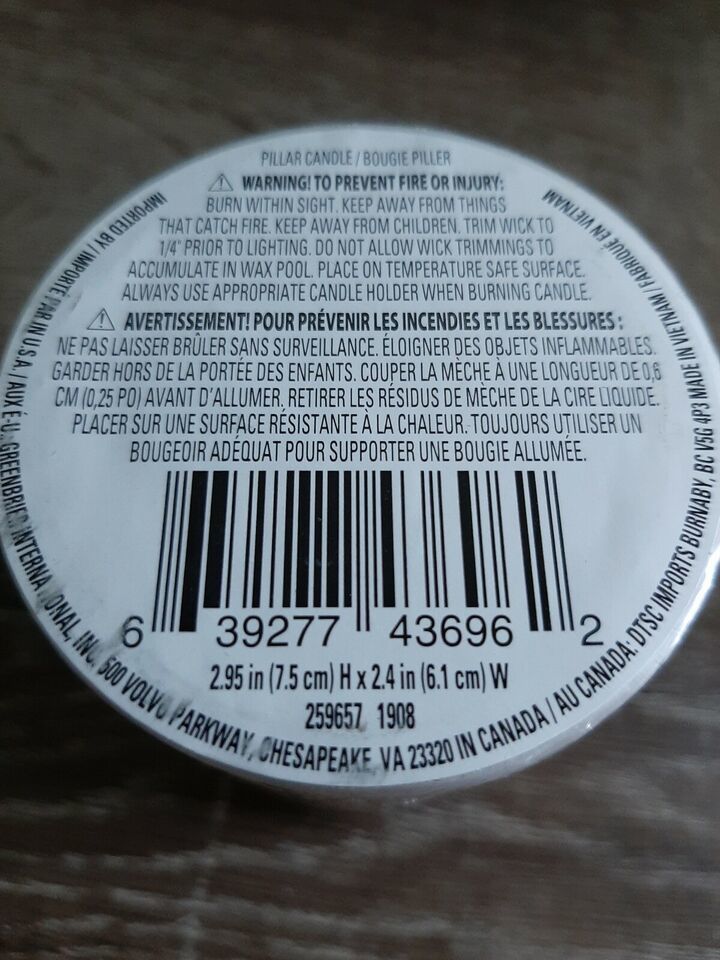 PILLAR CANDLE / BOUGIE PILLER
⚠ WARNING! TO PREVENT FIRE OR INJURY:
BURN WITHIN SIGHT. KEEP AWAY FROM THINGS
THAT CATCH FIRE. KEEP AWAY FROM CHILDREN. TRIM WICK TO
1/4" PRIOR TO LIGHTING. DO NOT ALLOW WICK TRIMMINGS TO
ACCUMULATE IN WAX POOL. PLACE ON TEMPERATURE SAFE SURFACE.
ALWAYS USE APPROPRIATE CANDLE HOLDER WHEN BURNING CANDLE.
⚠ AVERTISSEMENT! POUR PRÉVENIR LES INCENDIES ET LES BLESSURES :
NE PAS LAISSER BRÛLER SANS SURVEILLANCE. ÉLOIGNER DES OBJETS INFLAMMABLES.
GARDER HORS DE LA PORTÉE DES ENFANTS. COUPER LA MÈCHE À UNE LONGUEUR DE 0,6
CM (0,25 PO) AVANT D'ALLUMER. RETIRER LES RÉSIDUS DE MÈCHE DE LA CIRE LIQUIDE.
PLACER SUR UNE SURFACE RÉSISTANTE À LA CHALEUR. TOUJOURS UTILISER UN
BOUGEOIR ADÉQUAT POUR SUPPORTER UNE BOUGIE ALLUMÉE.
6 39277 43696 2
2.95 in (7.5 cm) H x 2.4 in (6.1 cm) W
259657 1908
IMPORTED BY / IMPORTÉ PAR IN U.S.A. / AUX É-U.: GREENBRIER INTERNATIONAL, INC. 500 VOLVO PARKWAY, CHESAPEAKE, VA 23320 IN CANADA / AU CANADA: DTSC IMPORTS BURNABY, BC V5G 4P3 MADE IN VIETNAM / FABRIQUÉ EN VIETNAM